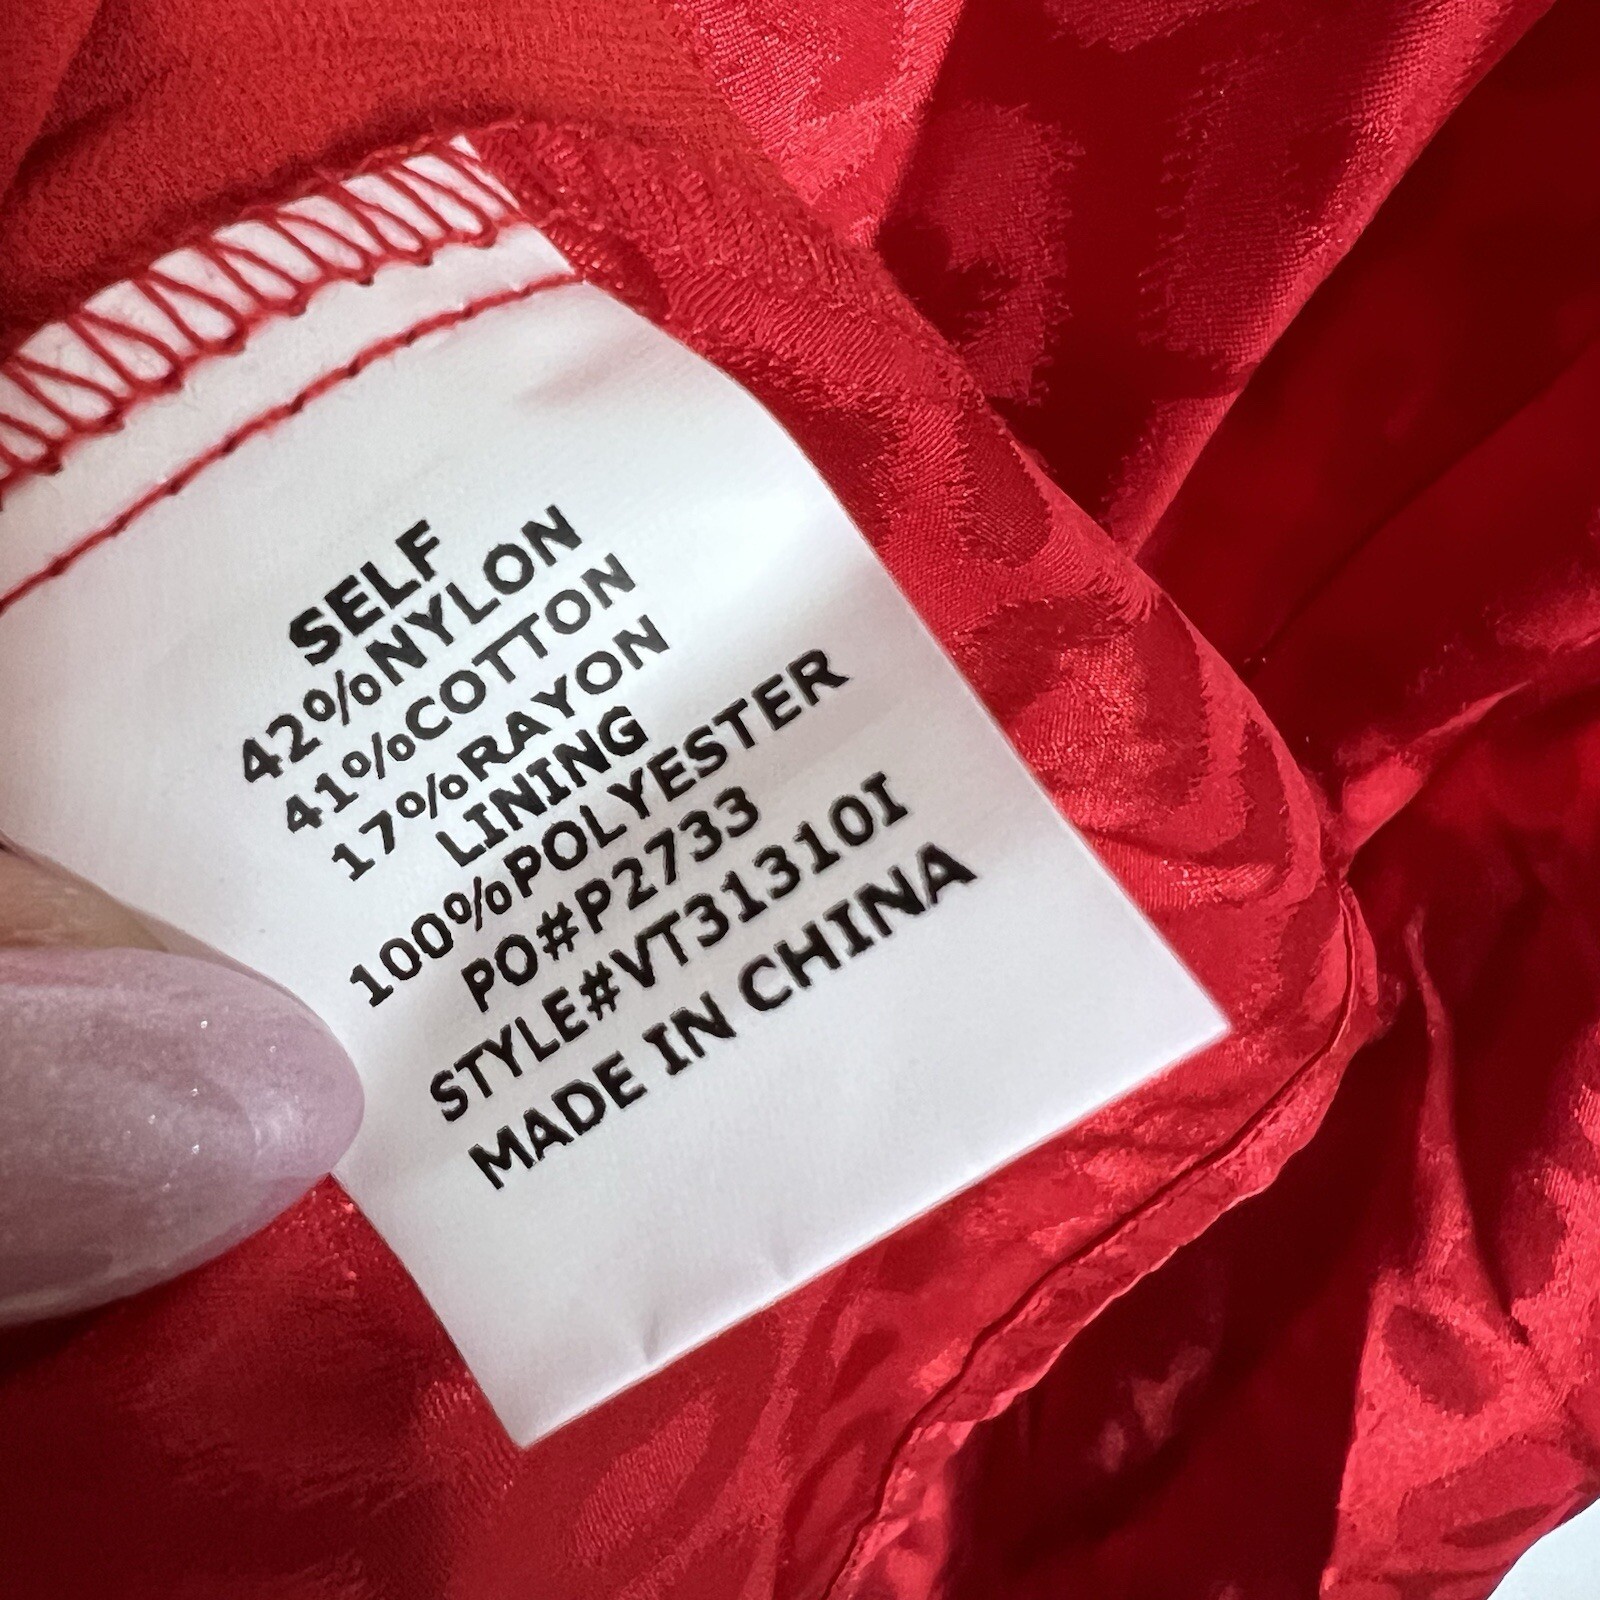 SELF
42%NYLON
41%COTTON
17%RAYON
LINING
100%POLYESTER
PO#P2733
STYLE#VT31310I
MADE IN CHINA